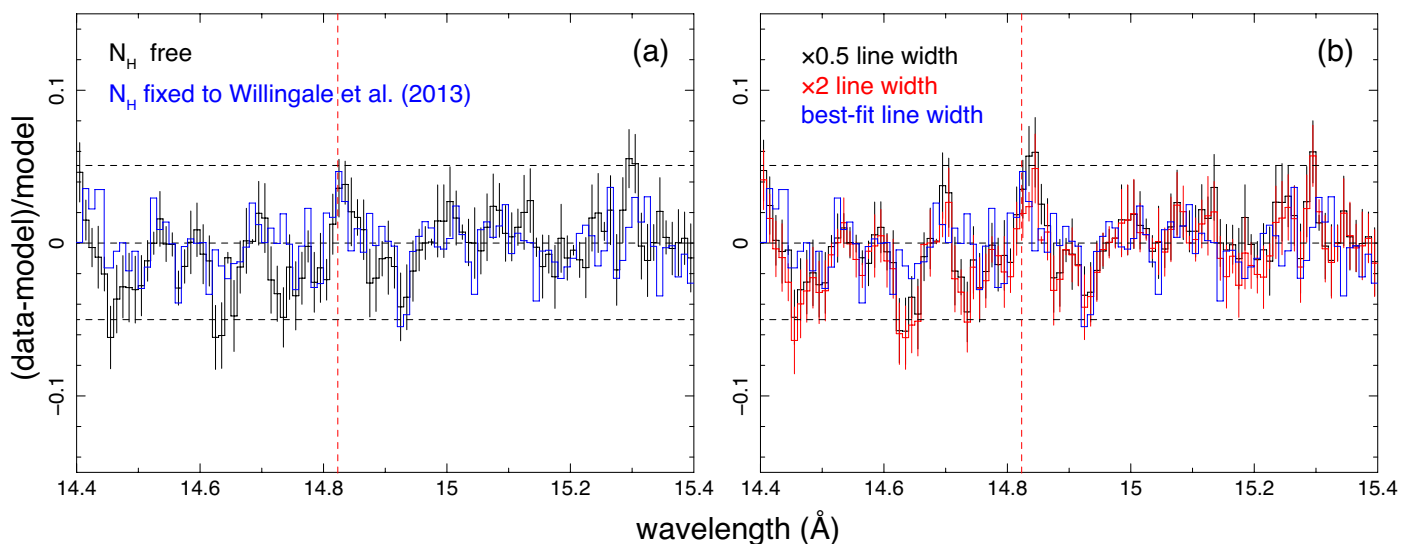 (a)
N_H free
N_H fixed to Willingale et al. (2013)
(data-model)/model
0.1
0
−0.1
14.4
14.6
14.8
15
15.2
15.4
(b)
×0.5 line width
×2 line width
best-fit line width
0.1
0
−0.1
14.4
14.6
14.8
15
15.2
15.4
wavelength (Å)